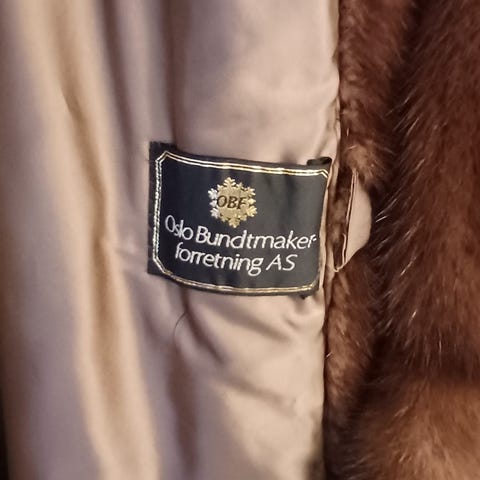 OBF
Oslo Bundtmaker-
forretning AS